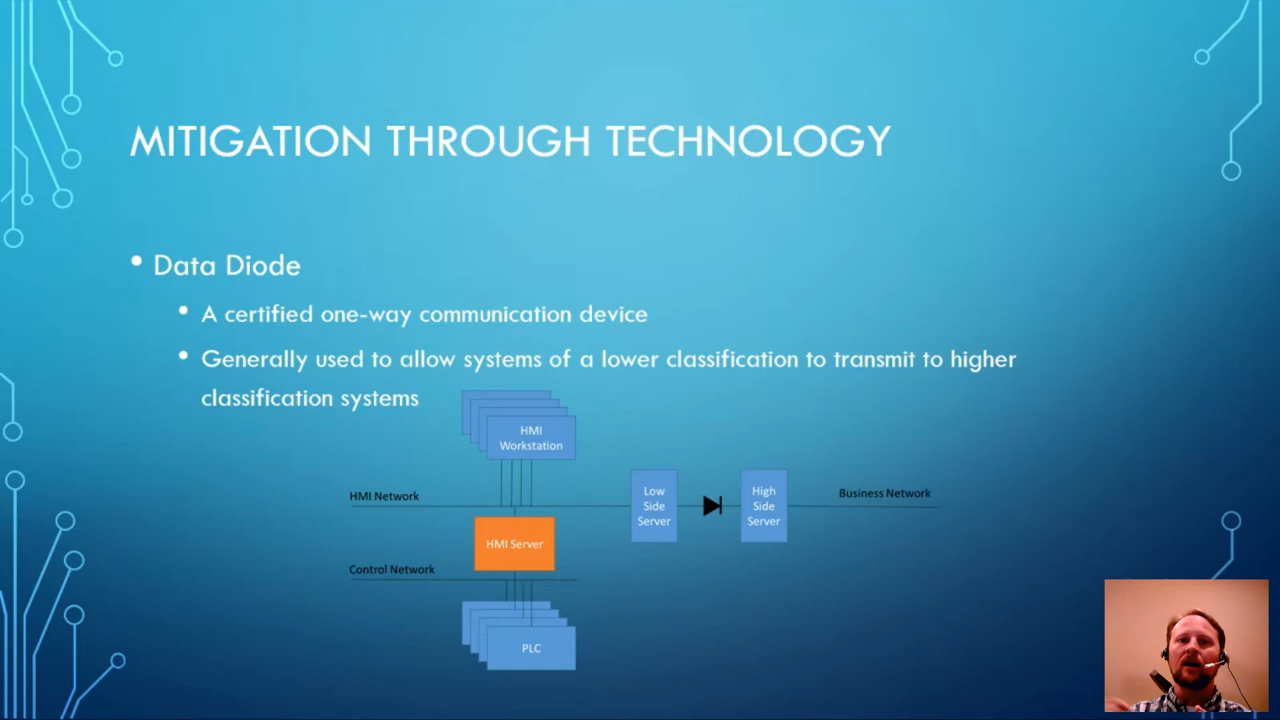 MITIGATION THROUGH TECHNOLOGY
• Data Diode
• A certified one-way communication device
• Generally used to allow systems of a lower classification to transmit to higher
classification systems
HMI
Workstation
HMI Network
Low
Side
Server
High
Side
Server
Business Network
HMI Server
Control Network
PLC